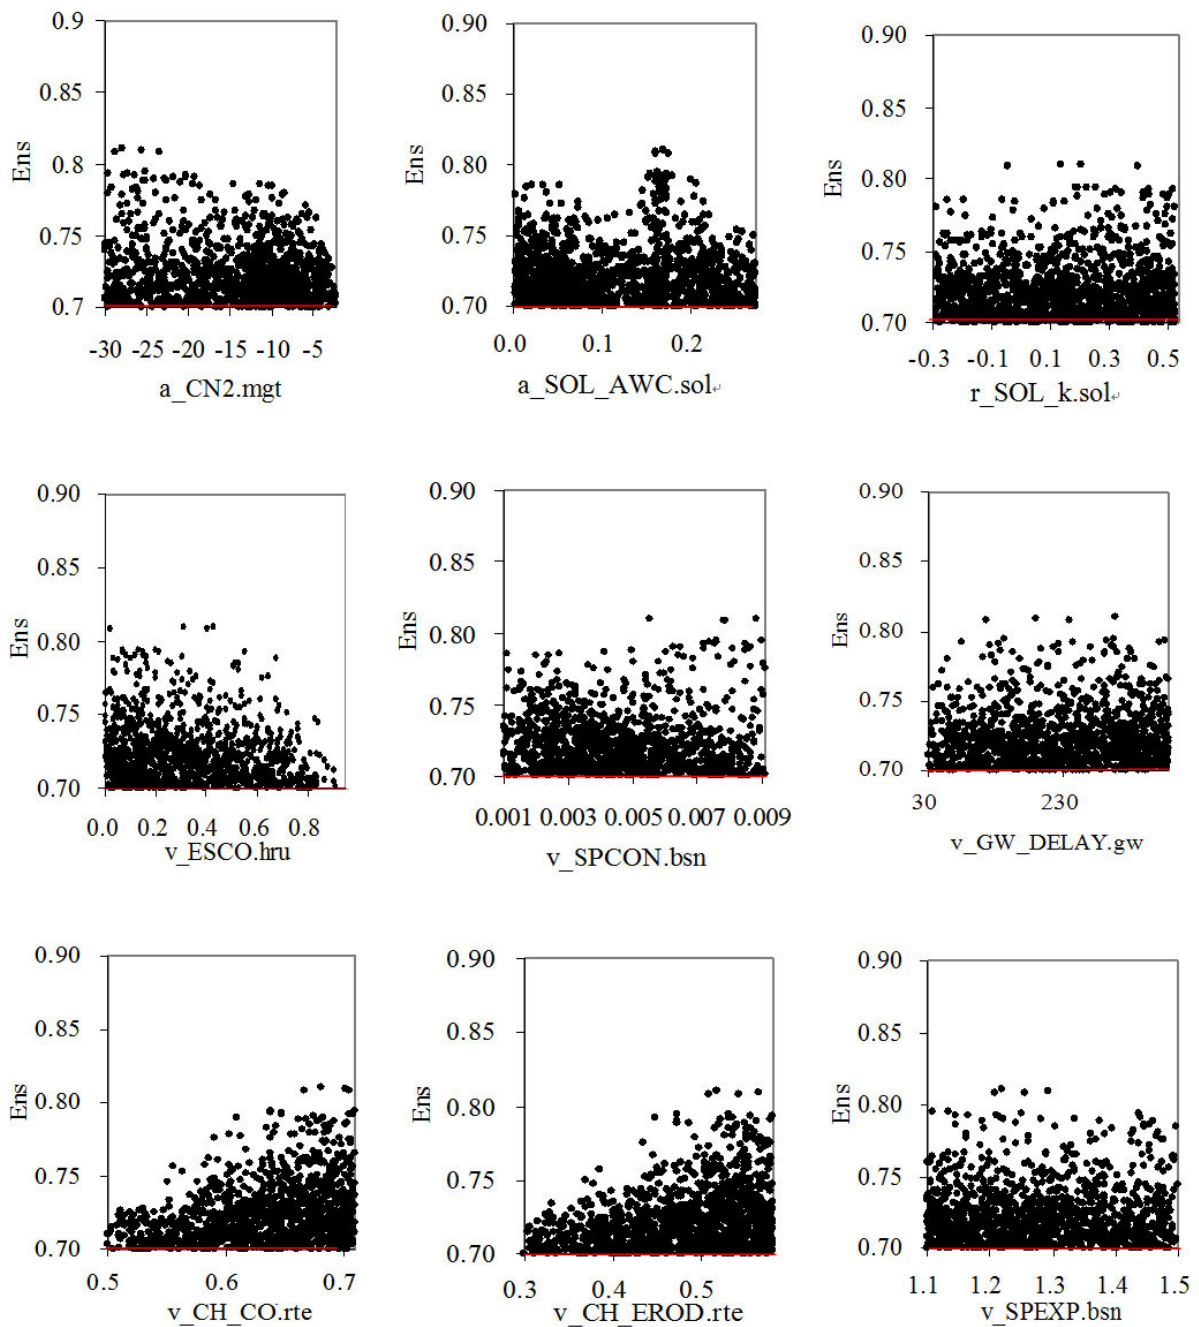 0.9
0.85
0.8
0.75
0.7
Ens
-30 -25 -20 -15 -10 -5
a_CN2.mgt
0.90
0.85
0.80
0.75
0.70
Ens
0.0 0.1 0.2
a_SOL_AWC.sol↵
0.90
0.85
0.80
0.75
0.70
Ens
-0.3 -0.1 0.1 0.3 0.5
r_SOL_k.sol↵
0.90
0.85
0.80
0.75
0.70
Ens
0.0 0.2 0.4 0.6 0.8
v_ESCO.hru
0.90
0.85
0.80
0.75
0.70
Ens
0.001 0.003 0.005 0.007 0.009
v_SPCON.bsn
0.90
0.85
0.80
0.75
0.70
Ens
30 230
v_GW_DELAY.gw
0.90
0.85
0.80
0.75
0.70
Ens
0.5 0.6 0.7
v_CH_CO.rte
0.90
0.85
0.80
0.75
0.70
Ens
0.3 0.4 0.5
v_CH_EROD.rte
0.90
0.85
0.80
0.75
0.70
Ens
1.1 1.2 1.3 1.4 1.5
v_SPEXP.bsn